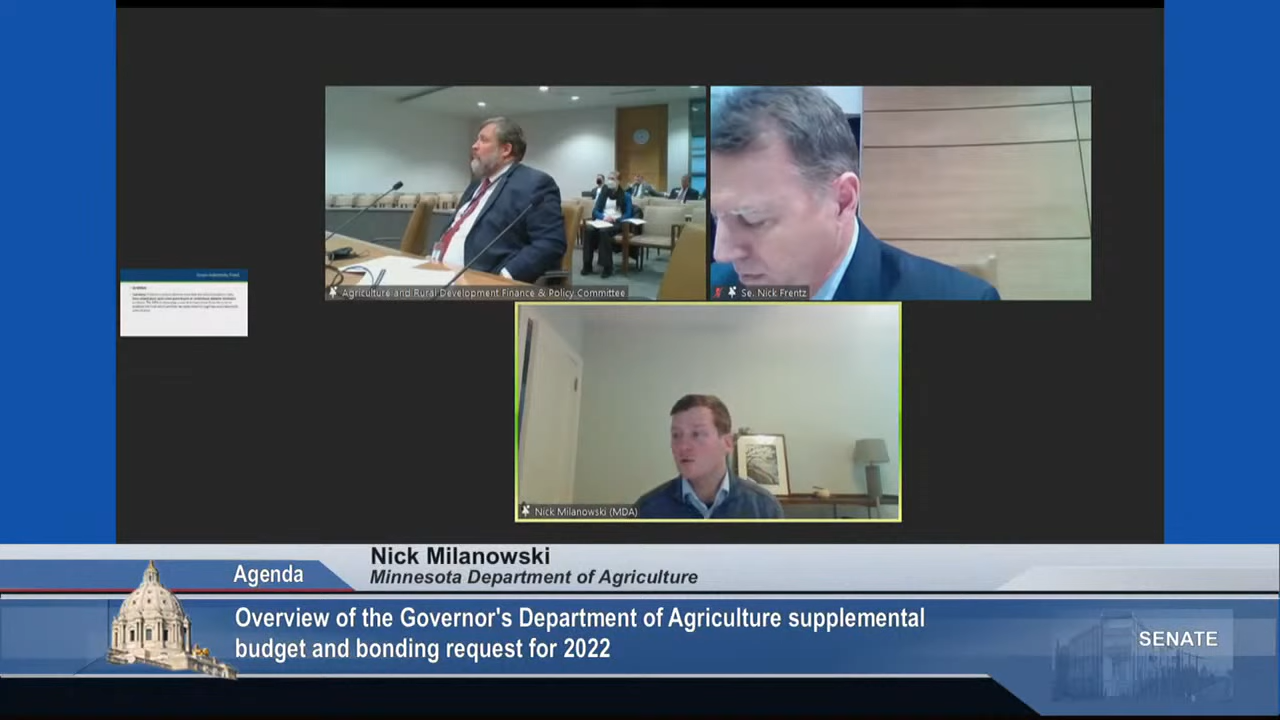 Agriculture and Rural Development Finance & Policy Committee
Se. Nick Frentz
Nick Milanowski (MDA)
Nick Milanowski
Agenda
Minnesota Department of Agriculture
Overview of the Governor's Department of Agriculture supplemental
budget and bonding request for 2022
SENATE